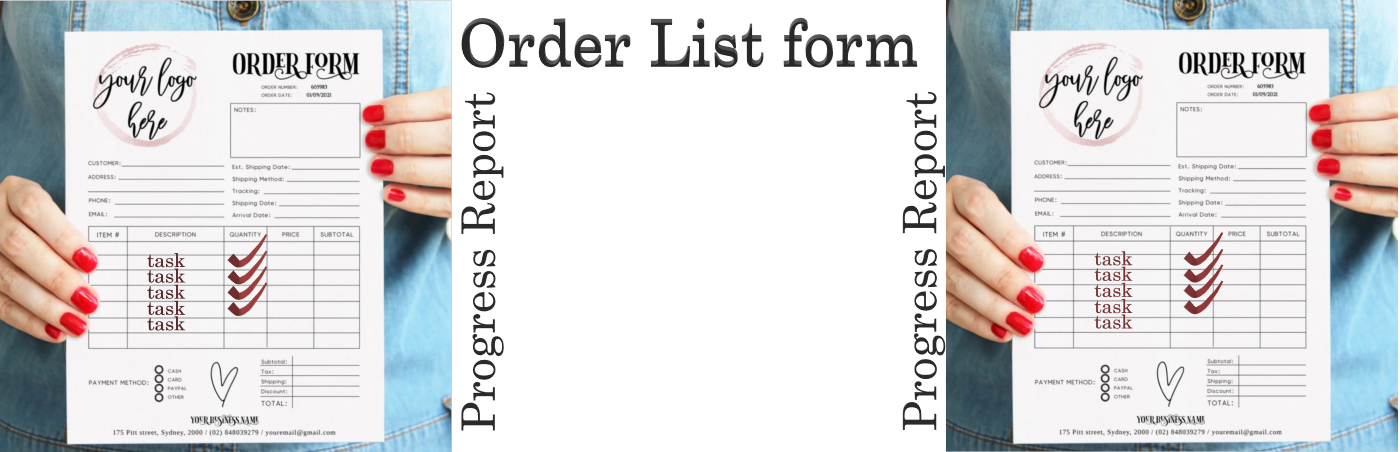 your logo
here
ORDER FORM
ORDER NUMBER: 603983
ORDER DATE: 01/09/2021
NOTES:
CUSTOMER:
ADDRESS:
PHONE:
EMAIL:
Est. Shipping Date:
Shipping Method:
Tracking:
Shipping Date:
Arrival Date:
ITEM # DESCRIPTION QUANTITY PRICE SUBTOTAL
task
task
task
task
task
PAYMENT METHOD:
CASH
CARD
PAYPAL
OTHER
Subtotal:
Tax:
Shipping:
Discount:
TOTAL:
YOUR BUSINESS NAME
175 Pitt street, Sydney, 2000 / (02) 848039279 / youremail@gmail.com
Order List form
Progress Report
Progress Report
your logo
here
ORDER FORM
ORDER NUMBER: 603983
ORDER DATE: 01/09/2021
NOTES:
CUSTOMER:
ADDRESS:
PHONE:
EMAIL:
Est. Shipping Date:
Shipping Method:
Tracking:
Shipping Date:
Arrival Date:
ITEM # DESCRIPTION QUANTITY PRICE SUBTOTAL
task
task
task
task
task
PAYMENT METHOD:
CASH
CARD
PAYPAL
OTHER
Subtotal:
Tax:
Shipping:
Discount:
TOTAL:
YOUR BUSINESS NAME
175 Pitt street, Sydney, 2000 / (02) 848039279 / youremail@gmail.com